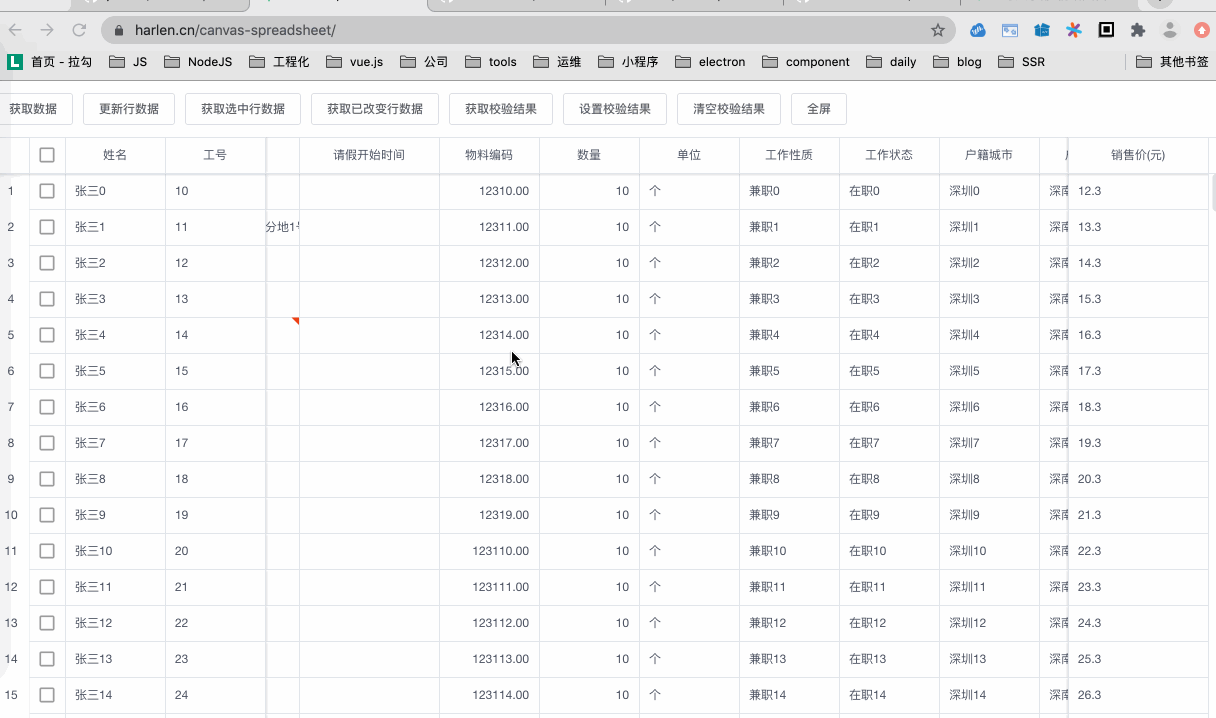 harlen.cn/canvas-spreadsheet/
首页 - 拉勾 JS NodeJS 工程化 vue.js 公司 tools 运维 小程序 electron component daily blog SSR 其他书签
获取数据 更新行数据 获取选中行数据 获取已改变行数据 获取校验结果 设置校验结果 清空校验结果 全屏
姓名 工号 请假开始时间 物料编码 数量 单位 工作性质 工作状态 户籍城市 销售价(元)
1 张三0 10 12310.00 10 个 兼职0 在职0 深圳0 深南 12.3
2 张三1 11 分地1号 12311.00 10 个 兼职1 在职1 深圳1 深南 13.3
3 张三2 12 12312.00 10 个 兼职2 在职2 深圳2 深南 14.3
4 张三3 13 12313.00 10 个 兼职3 在职3 深圳3 深南 15.3
5 张三4 14 12314.00 10 个 兼职4 在职4 深圳4 深南 16.3
6 张三5 15 12315.00 10 个 兼职5 在职5 深圳5 深南 17.3
7 张三6 16 12316.00 10 个 兼职6 在职6 深圳6 深南 18.3
8 张三7 17 12317.00 10 个 兼职7 在职7 深圳7 深南 19.3
9 张三8 18 12318.00 10 个 兼职8 在职8 深圳8 深南 20.3
10 张三9 19 12319.00 10 个 兼职9 在职9 深圳9 深南 21.3
11 张三10 20 123110.00 10 个 兼职10 在职10 深圳10 深南 22.3
12 张三11 21 123111.00 10 个 兼职11 在职11 深圳11 深南 23.3
13 张三12 22 123112.00 10 个 兼职12 在职12 深圳12 深南 24.3
14 张三13 23 123113.00 10 个 兼职13 在职13 深圳13 深南 25.3
15 张三14 24 123114.00 10 个 兼职14 在职14 深圳14 深南 26.3